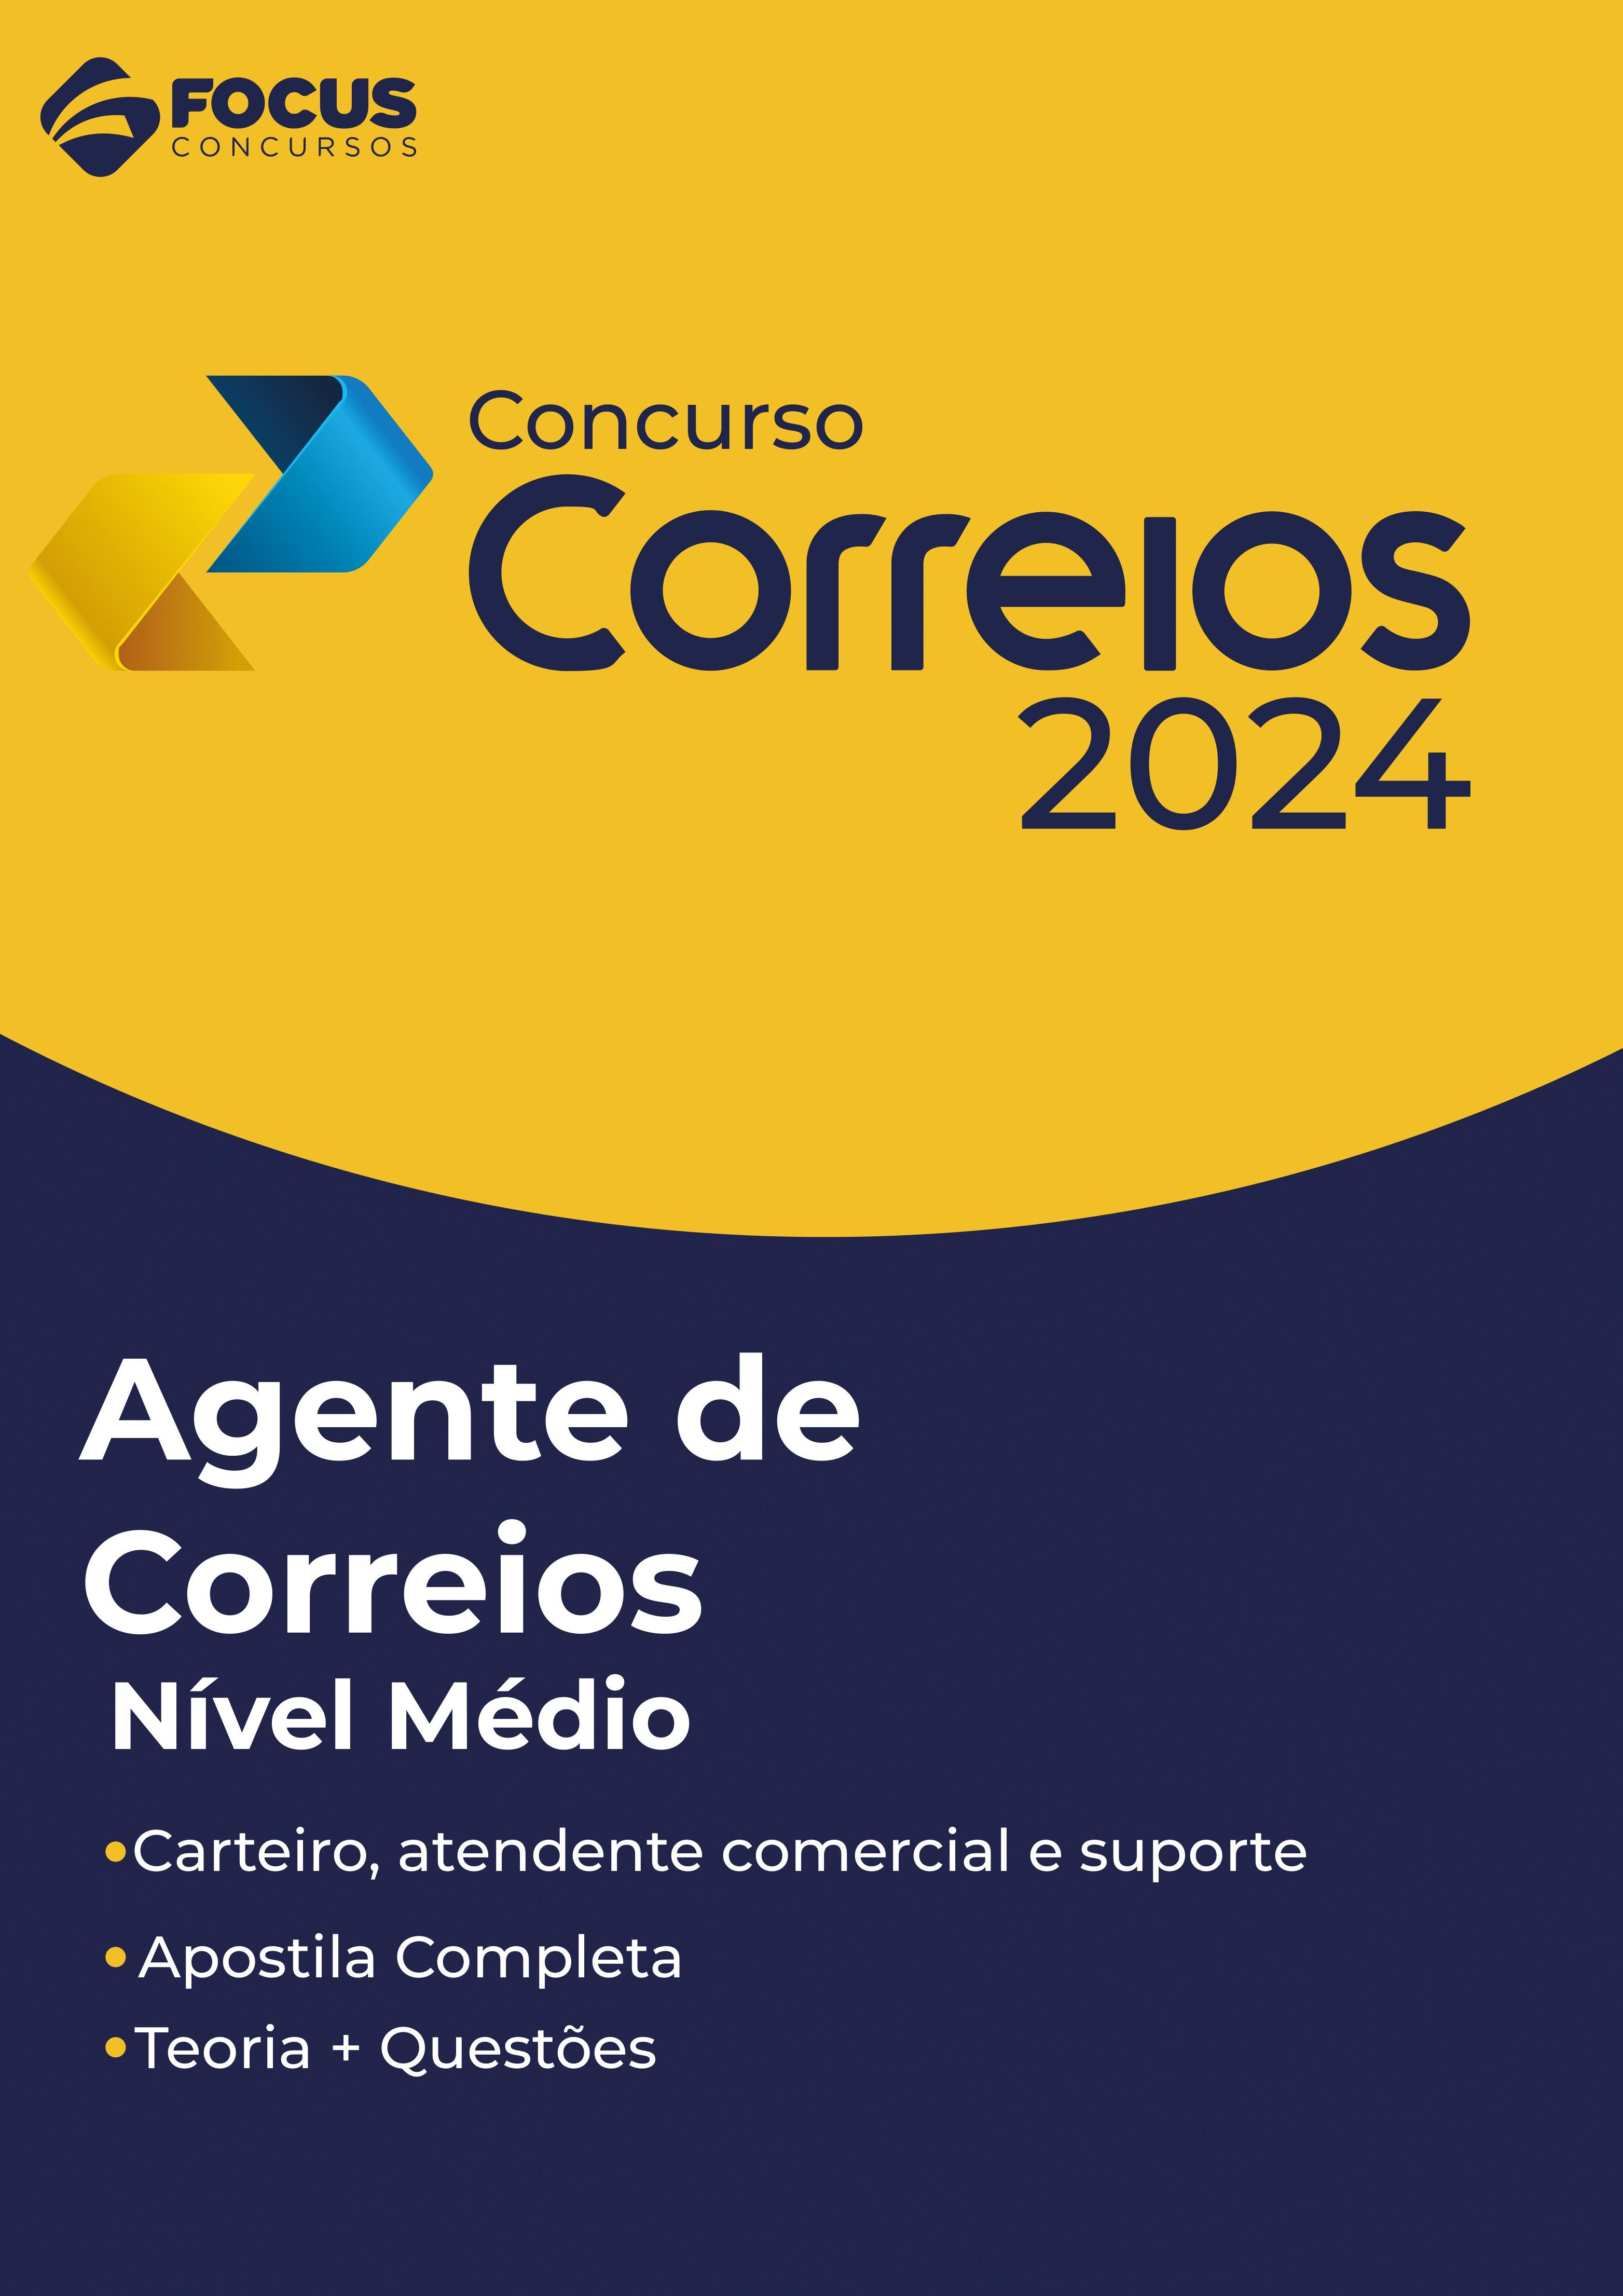 FOCUS
CONCURSOS
Concurso
Correios
2024
Agente de
Correios
Nível Médio
•Carteiro, atendente comercial e suporte
•Apostila Completa
•Teoria + Questões